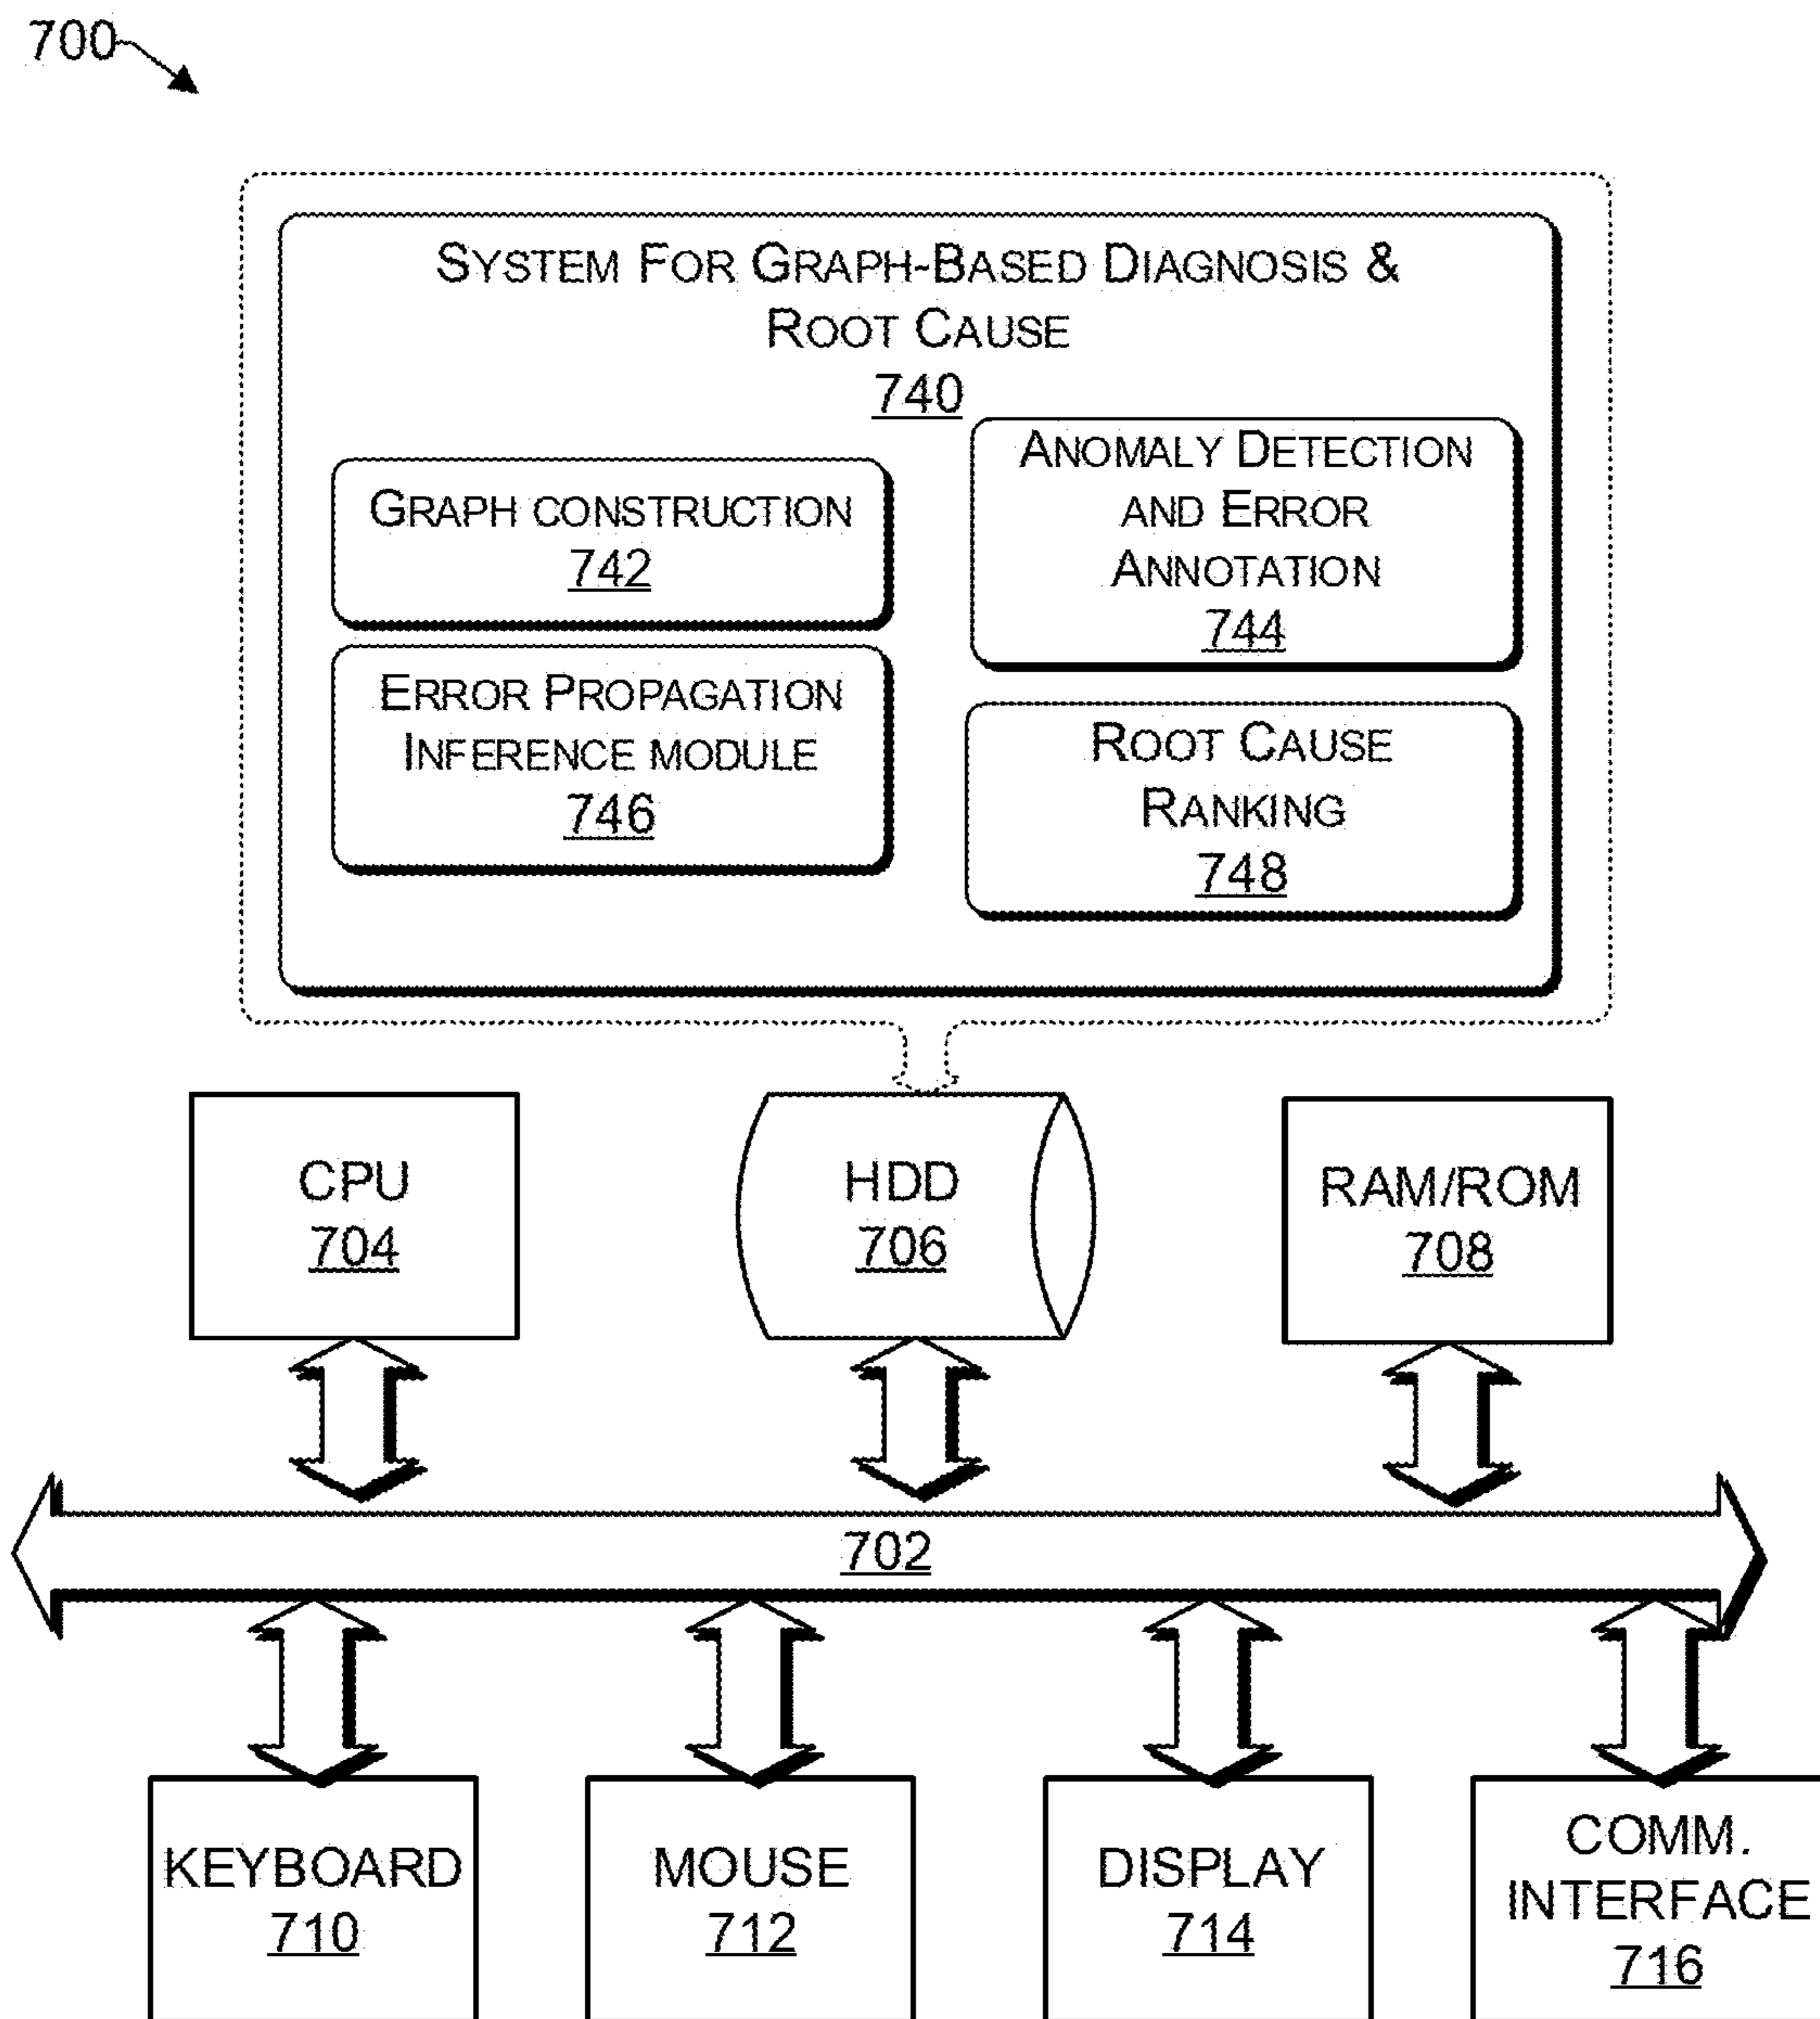 700
SYSTEM FOR GRAPH-BASED DIAGNOSIS &
ROOT CAUSE
740
GRAPH CONSTRUCTION
742
ANOMALY DETECTION
AND ERROR
ANNOTATION
744
ERROR PROPAGATION
INFERENCE MODULE
746
ROOT CAUSE
RANKING
748
CPU
704
HDD
706
RAM/ROM
708
702
KEYBOARD
710
MOUSE
712
DISPLAY
714
COMM.
INTERFACE
716